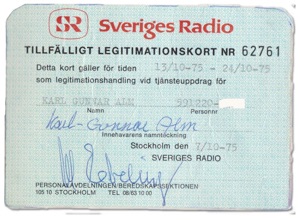 SR Sveriges Radio
TILLFÄLLIGT LEGITIMATIONSKORT NR 62761
Detta kort gäller för tiden 13/10-75 - 24/10-75
som legitimationshandling vid tjänsteuppdrag för
KARL GUNNAR ALM 591220-
Namn Personnr
Karl-Gunnar Alm
Innehavarens namnteckning
Stockholm den 7/10-75
SVERIGES RADIO
PERSONALAVDELNINGEN/BEREDSKAPSSEKTIONEN
105 10 STOCKHOLM TEL 08/63 10 00